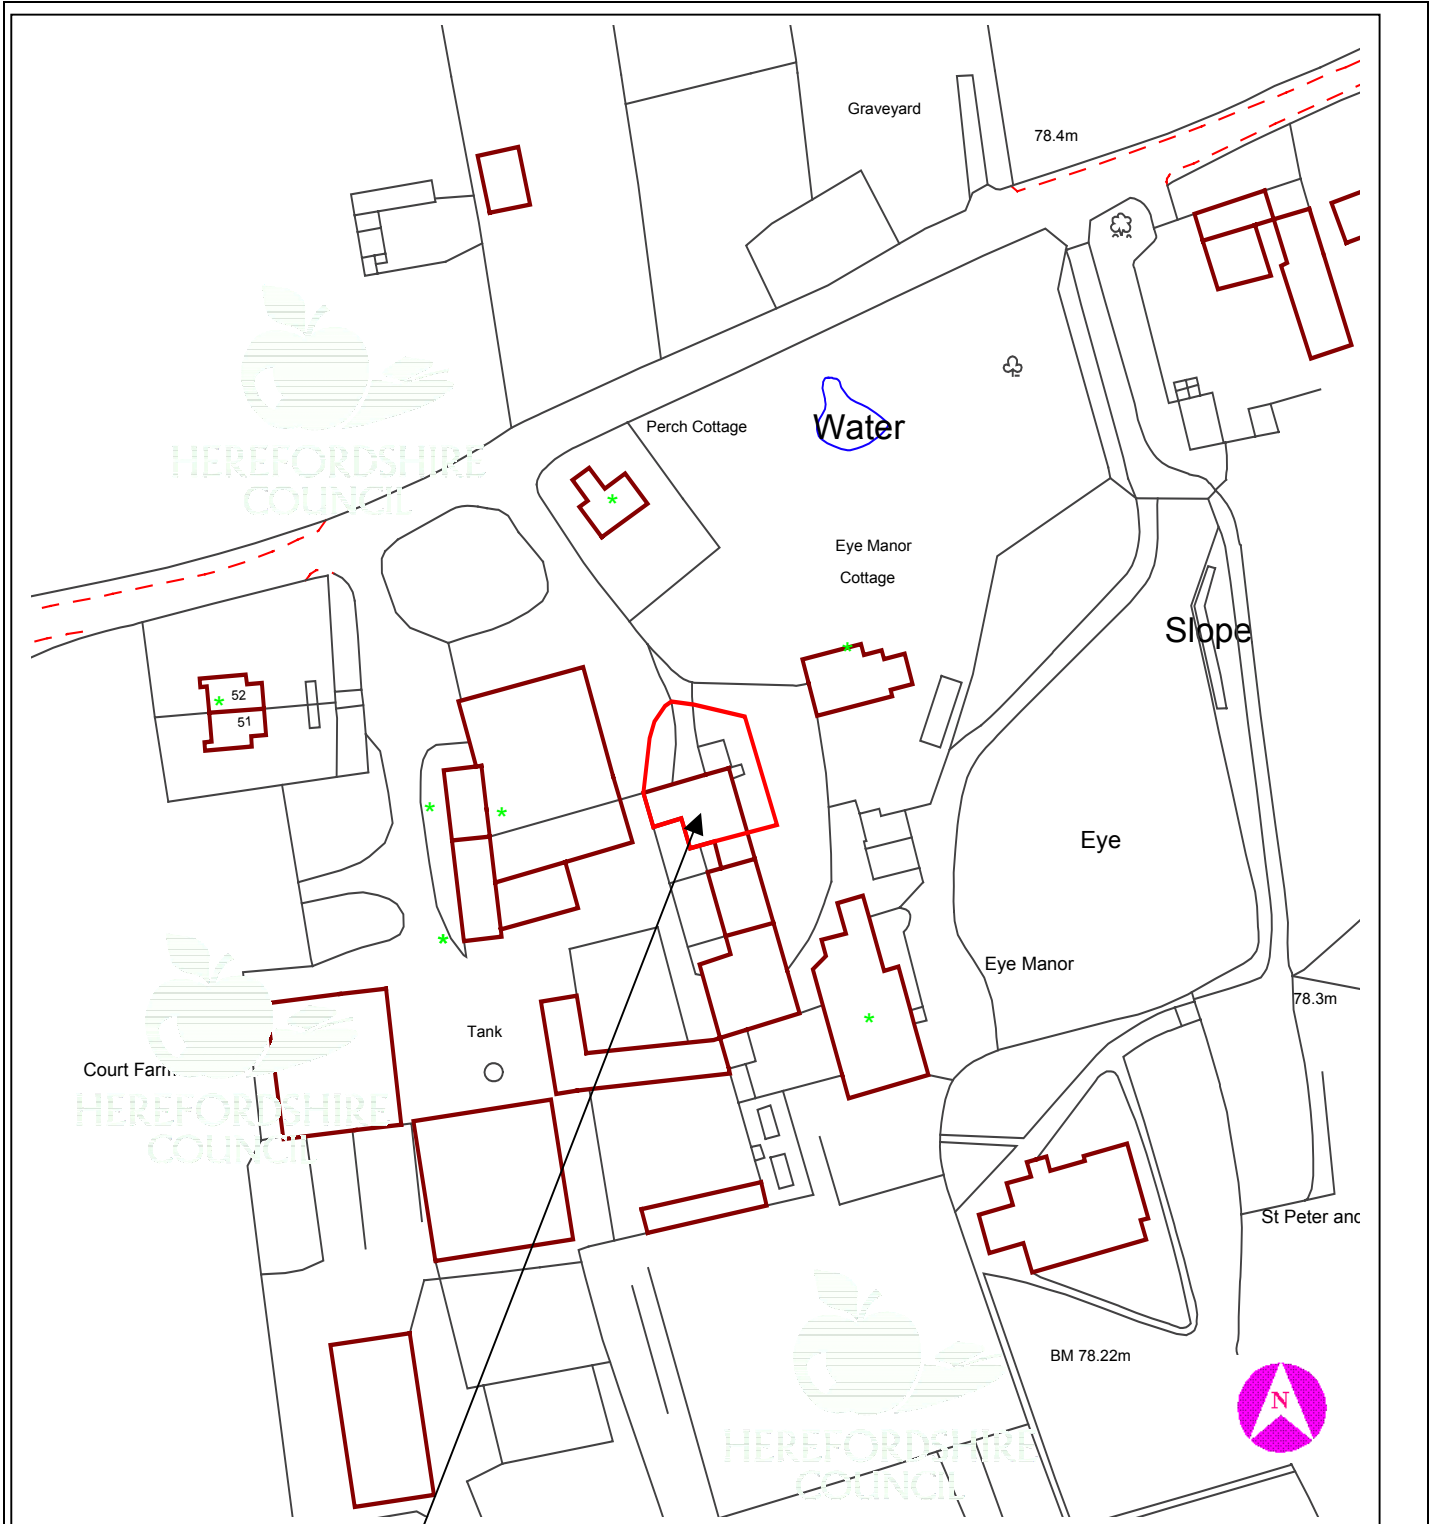 Graveyard
78.4m
HEREFORDSHIRE
COUNCIL
Perch Cottage
Water
Eye Manor
Cottage
Slope
52
51
Eye
Eye Manor
78.3m
Tank
Court Farm
HEREFORDSHIRE
COUNCIL
St Peter and
BM 78.22m
N
HEREFORDSHIRE
COUNCIL